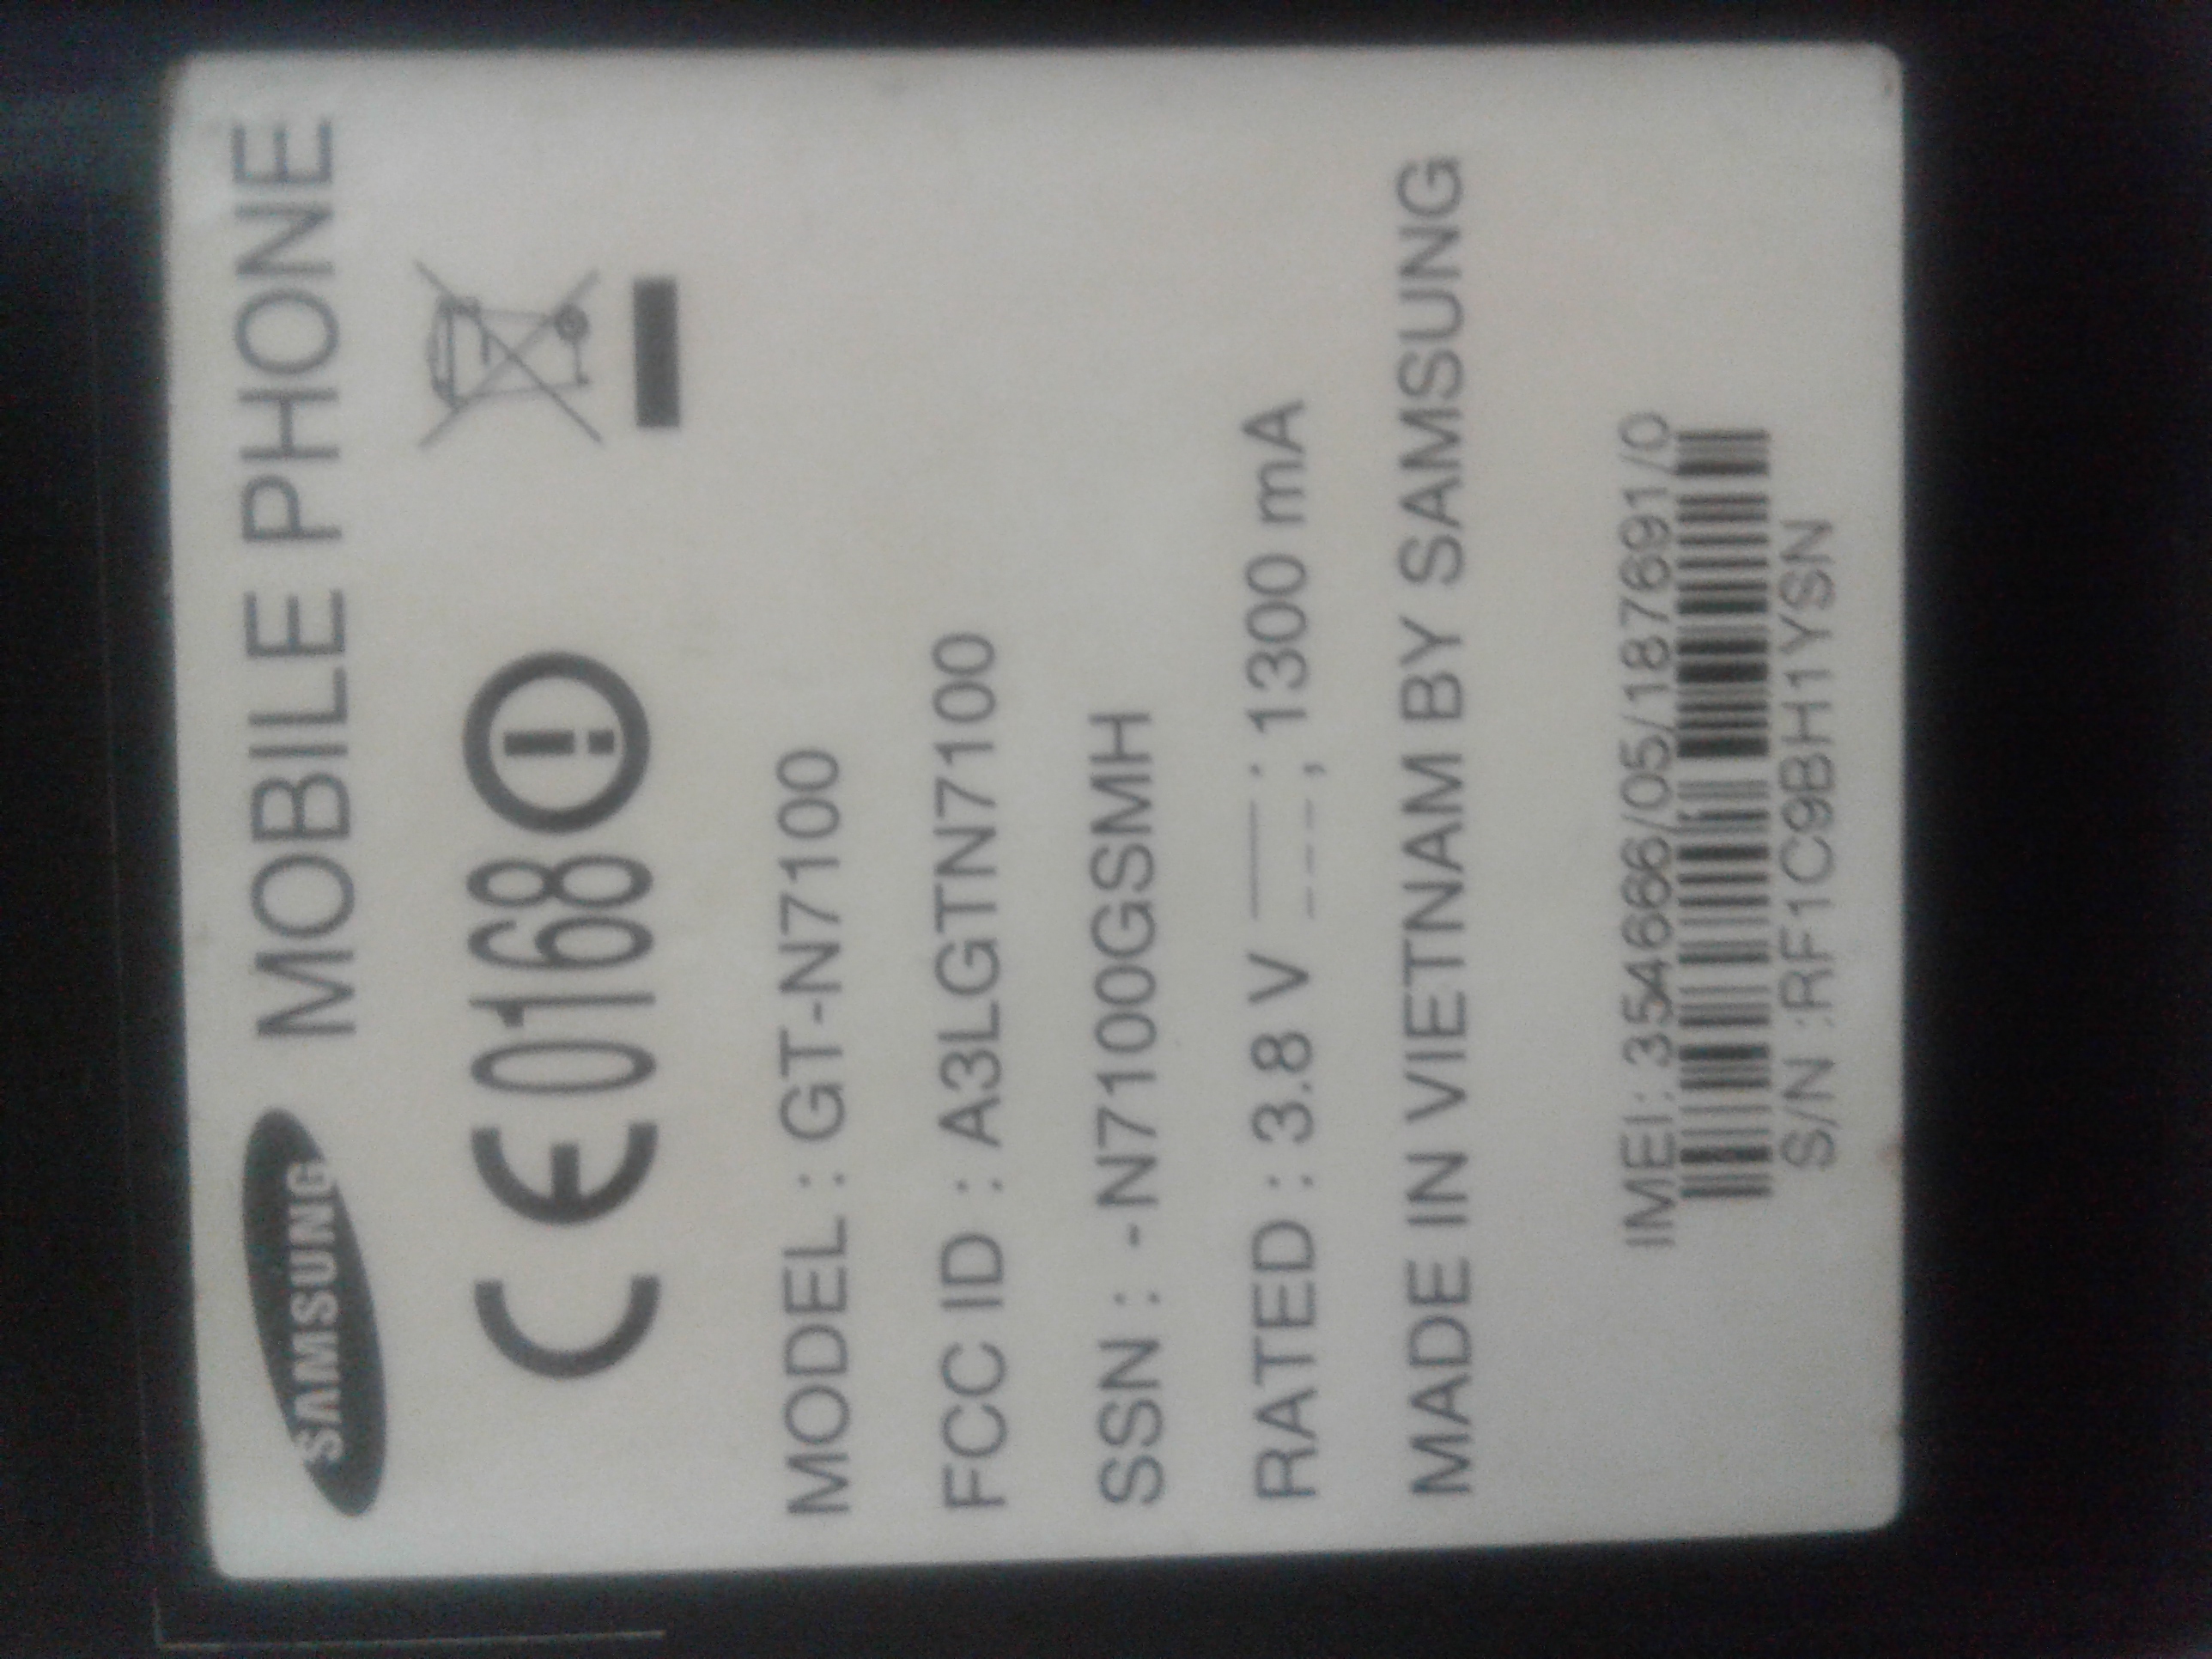 SAMSUNG MOBILE PHONE
CE0168
MODEL : GT-N7100
FCC ID : A3LGTN7100
SSN : -N7100GSMH
RATED : 3.8 V ⎓ ; 1300 mA
MADE IN VIETNAM BY SAMSUNG
IMEI: 354666/05/187691/0
S/N :RF1C9BH1YSN